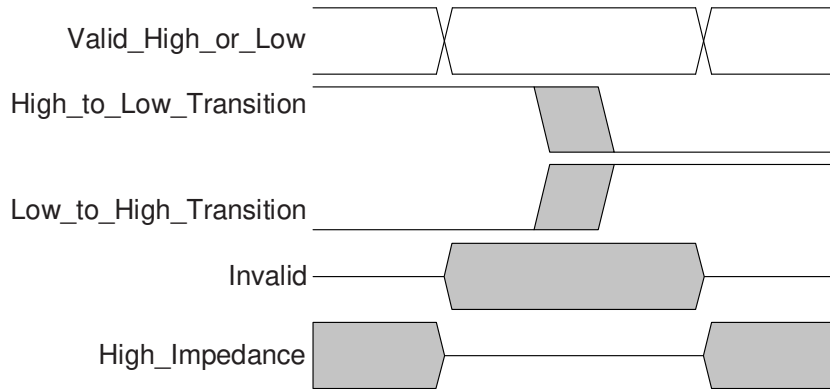 Valid_High_or_Low
High_to_Low_Transition
Low_to_High_Transition
Invalid
High_Impedance